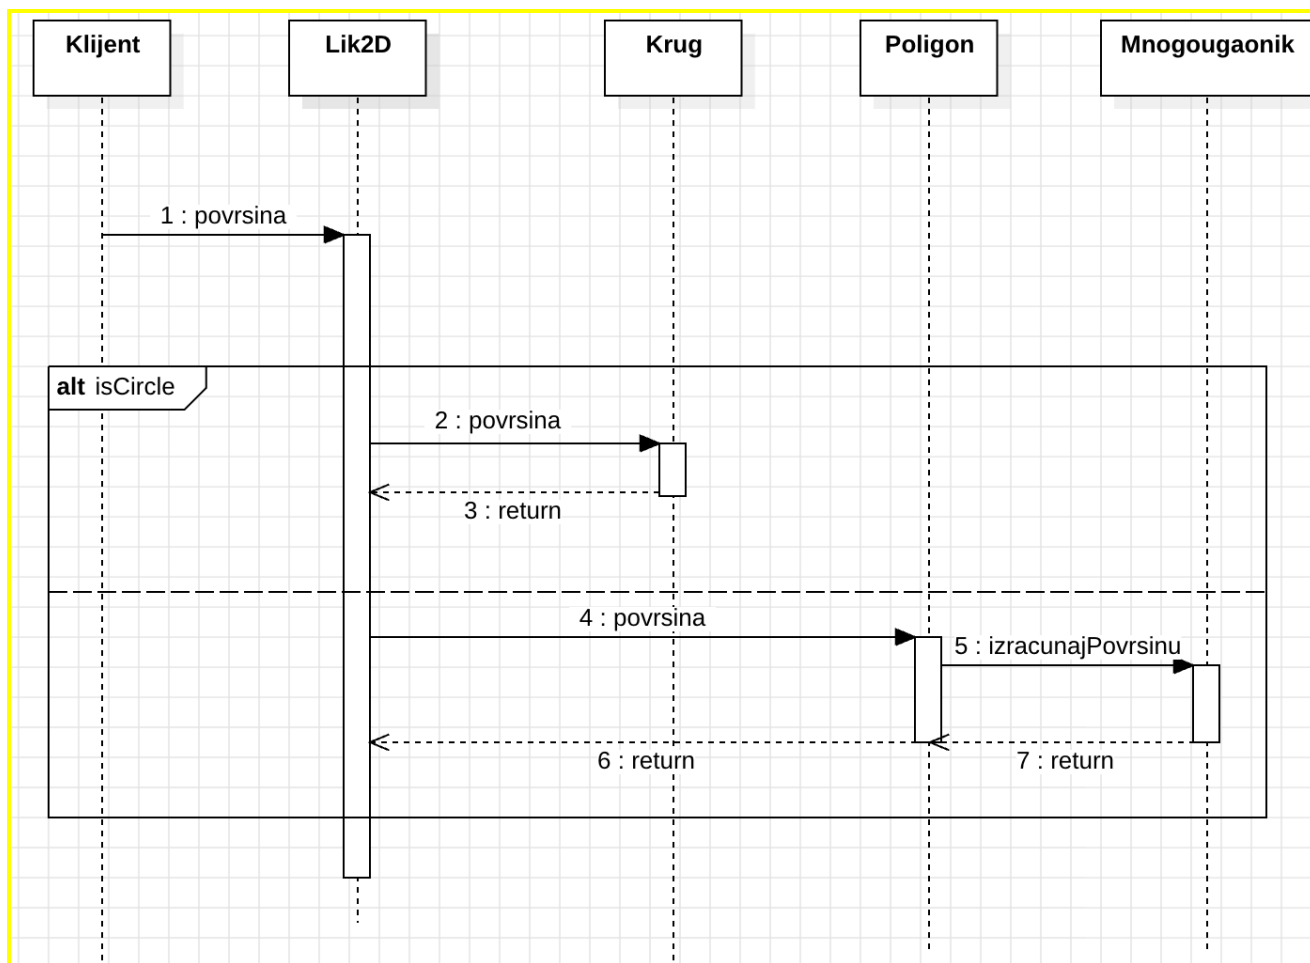 Klijent
Lik2D
Krug
Poligon
Mnogougaonik
1 : povrsina
alt isCircle
2 : povrsina
3 : return
4 : povrsina
5 : izracunajPovrsinu
6 : return
7 : return